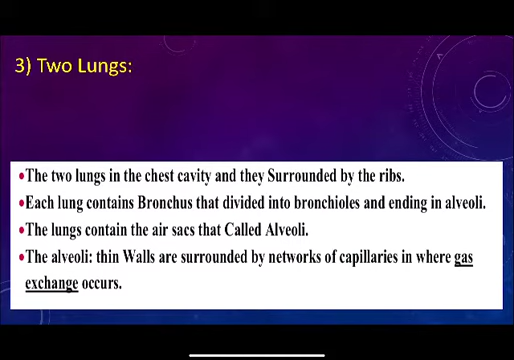 3) Two Lungs:
•The two lungs in the chest cavity and they Surrounded by the ribs.
•Each lung contains Bronchus that divided into bronchioles and ending in alveoli.
•The lungs contain the air sacs that Called Alveoli.
•The alveoli: thin Walls are surrounded by networks of capillaries in where gas
exchange occurs.